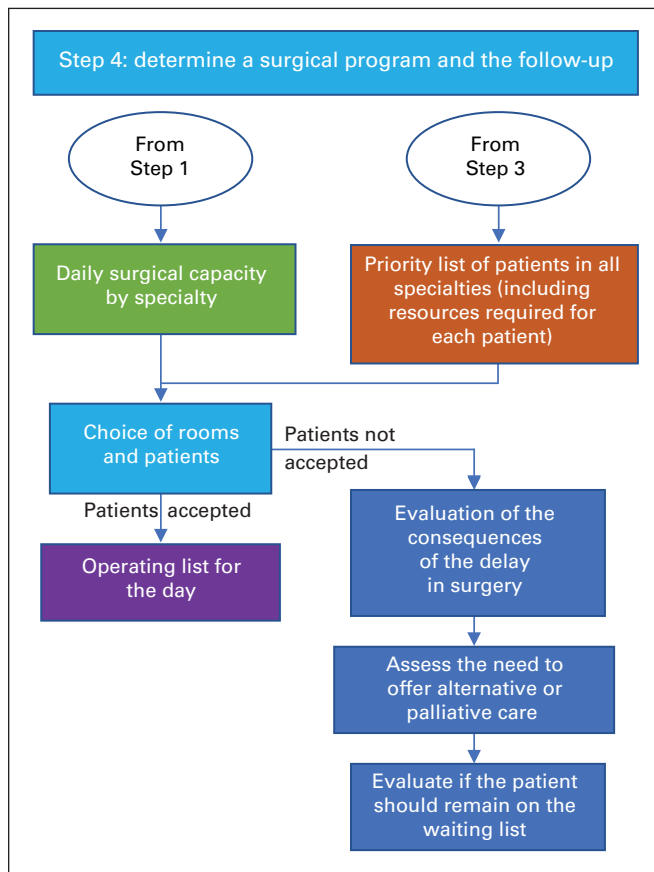 Step 4: determine a surgical program and the follow-up
From
Step 1
From
Step 3
Daily surgical capacity
by specialty
Priority list of patients in all
specialties (including
resources required for
each patient)
Choice of rooms
and patients
Patients not
accepted
Patients accepted
Operating list for
the day
Evaluation of the
consequences
of the delay
in surgery
Assess the need to
offer alternative or
palliative care
Evaluate if the patient
should remain on the
waiting list